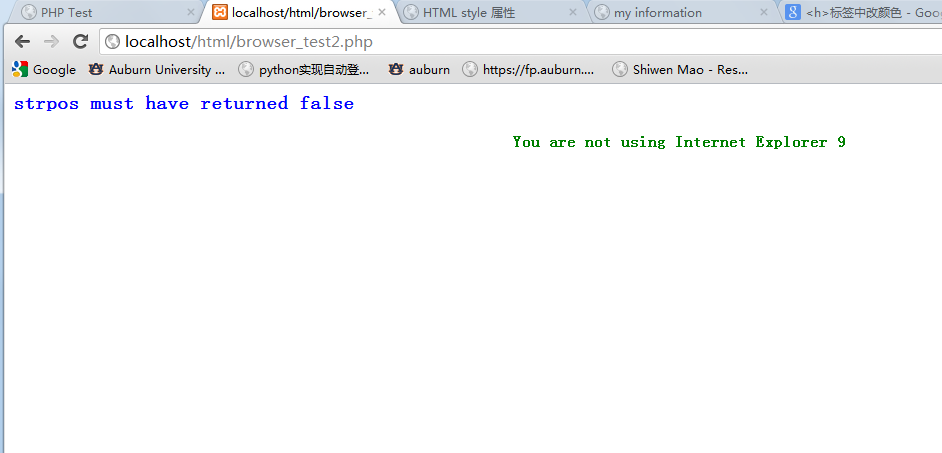 PHP Test
localhost/html/browser_
HTML style 属性
my information
<h>标签中改颜色 - Goo
localhost/html/browser_test2.php
Google
Auburn University ...
python实现自动登...
auburn
https://fp.auburn....
Shiwen Mao - Res...
strpos must have returned false
You are not using Internet Explorer 9